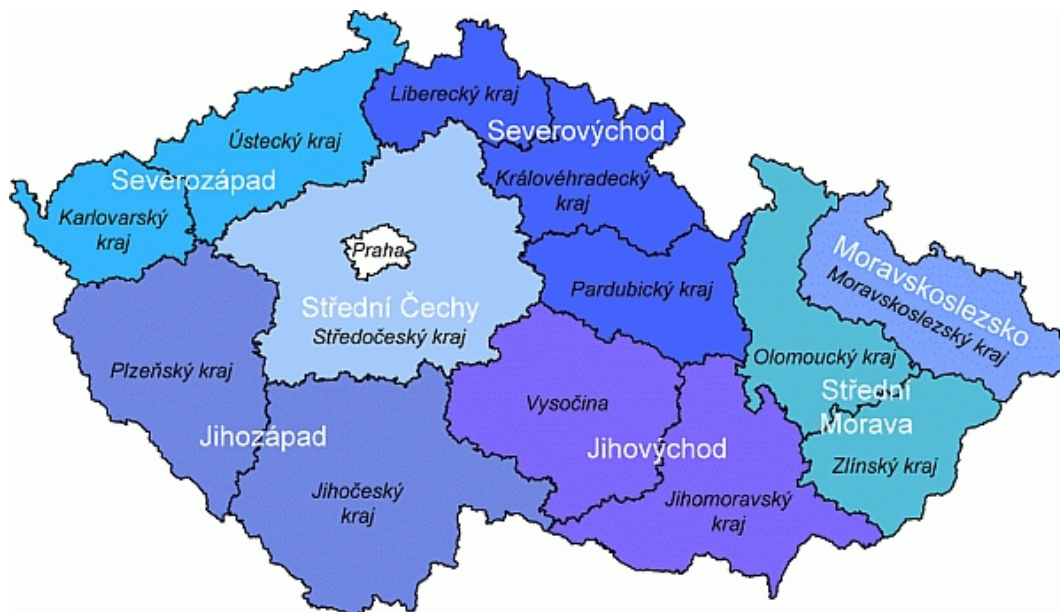 Liberecký kraj
Severovýchod
Ústecký kraj
Severozápad
Královéhradecký
kraj
Karlovarský
kraj
Praha
Moravskoslezsko
Moravskoslezský kraj
Pardubický kraj
Střední Čechy
Středočeský kraj
Olomoucký kraj
Plzeňský kraj
Střední
Morava
Vysočina
Jihozápad
Jihovýchod
Zlínský kraj
Jihočeský
kraj
Jihomoravský
kraj